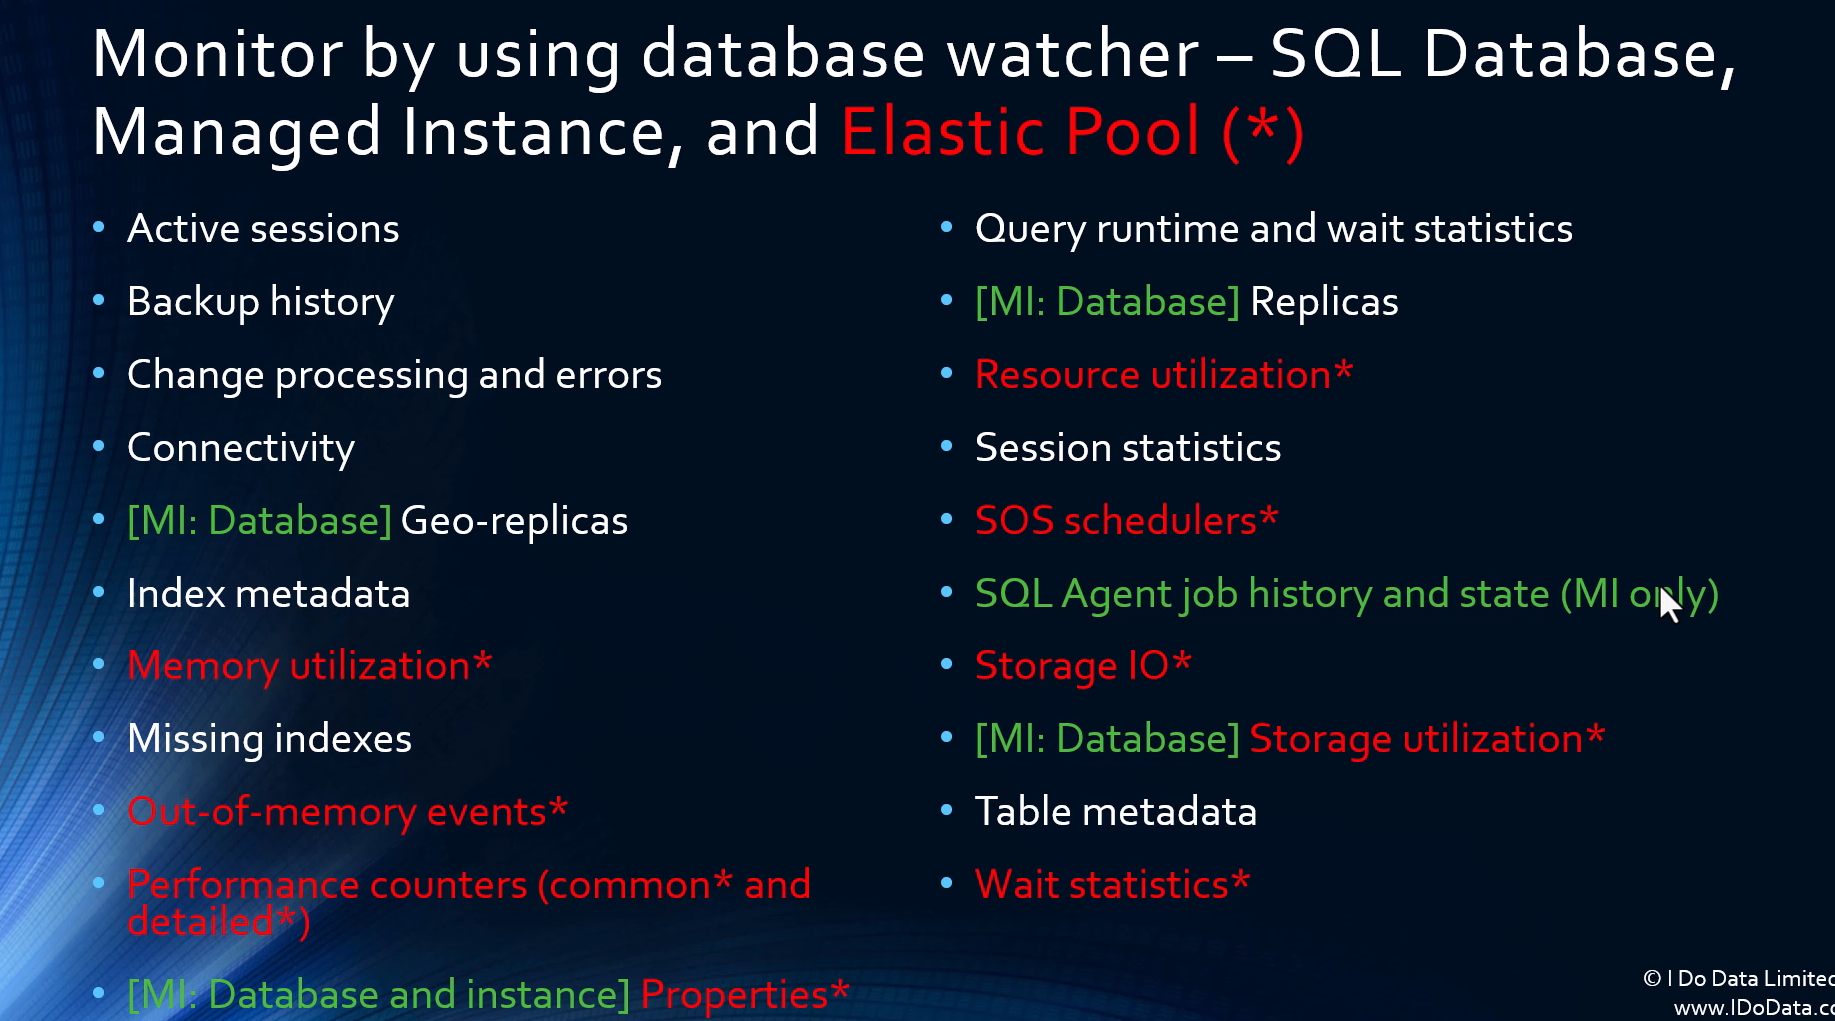 Monitor by using database watcher – SQL Database,
Managed Instance, and Elastic Pool (*)
• Active sessions
• Backup history
• Change processing and errors
• Connectivity
• [MI: Database] Geo-replicas
• Index metadata
• Memory utilization*
• Missing indexes
• Out-of-memory events*
• Performance counters (common* and
detailed*)
• [MI: Database and instance] Properties*
• Query runtime and wait statistics
• [MI: Database] Replicas
• Resource utilization*
• Session statistics
• SOS schedulers*
• SQL Agent job history and state (MI only)
• Storage IO*
• [MI: Database] Storage utilization*
• Table metadata
• Wait statistics*
© I Do Data Limited
www.IDoData.co